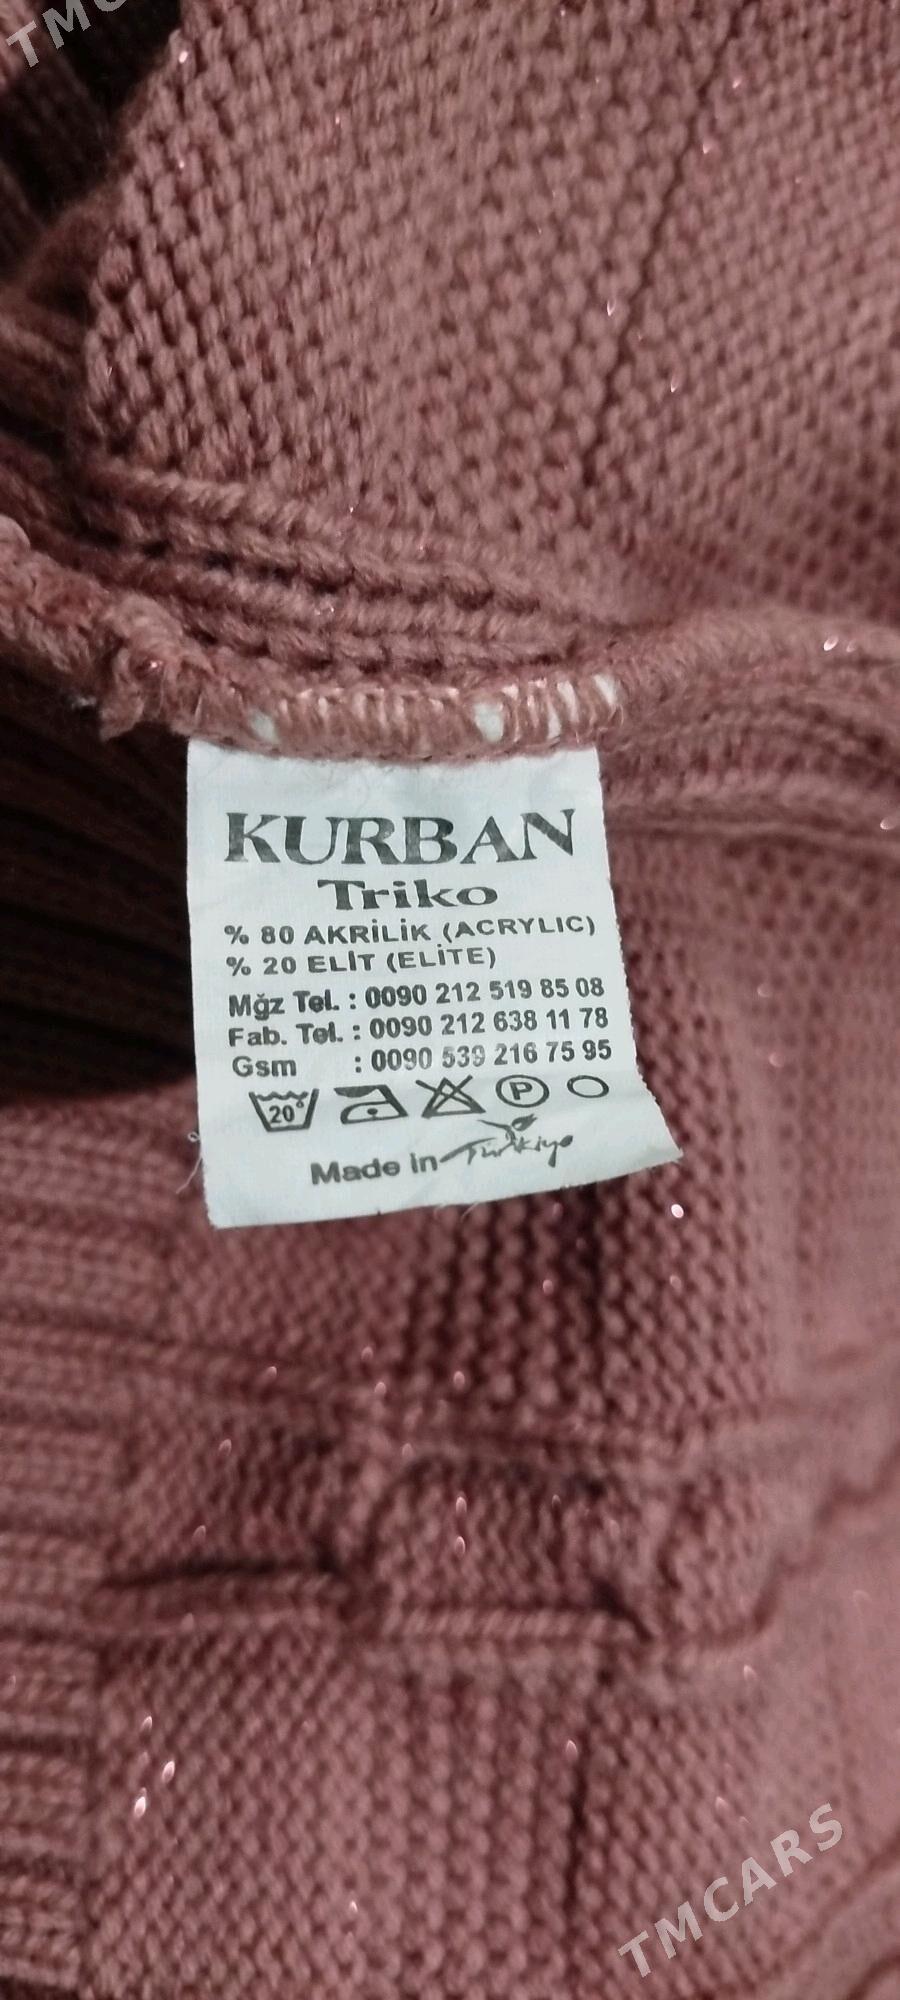 TMC
KURBAN
Triko
% 80 AKRİLİK (ACRYLIC)
% 20 ELİT (ELİTE)
Mğz Tel. : 0090 212 519 85 08
Fab. Tel. : 0090 212 638 11 78
Gsm : 0090 539 216 75 95
20° P
Made in Türkiye
TMCARS